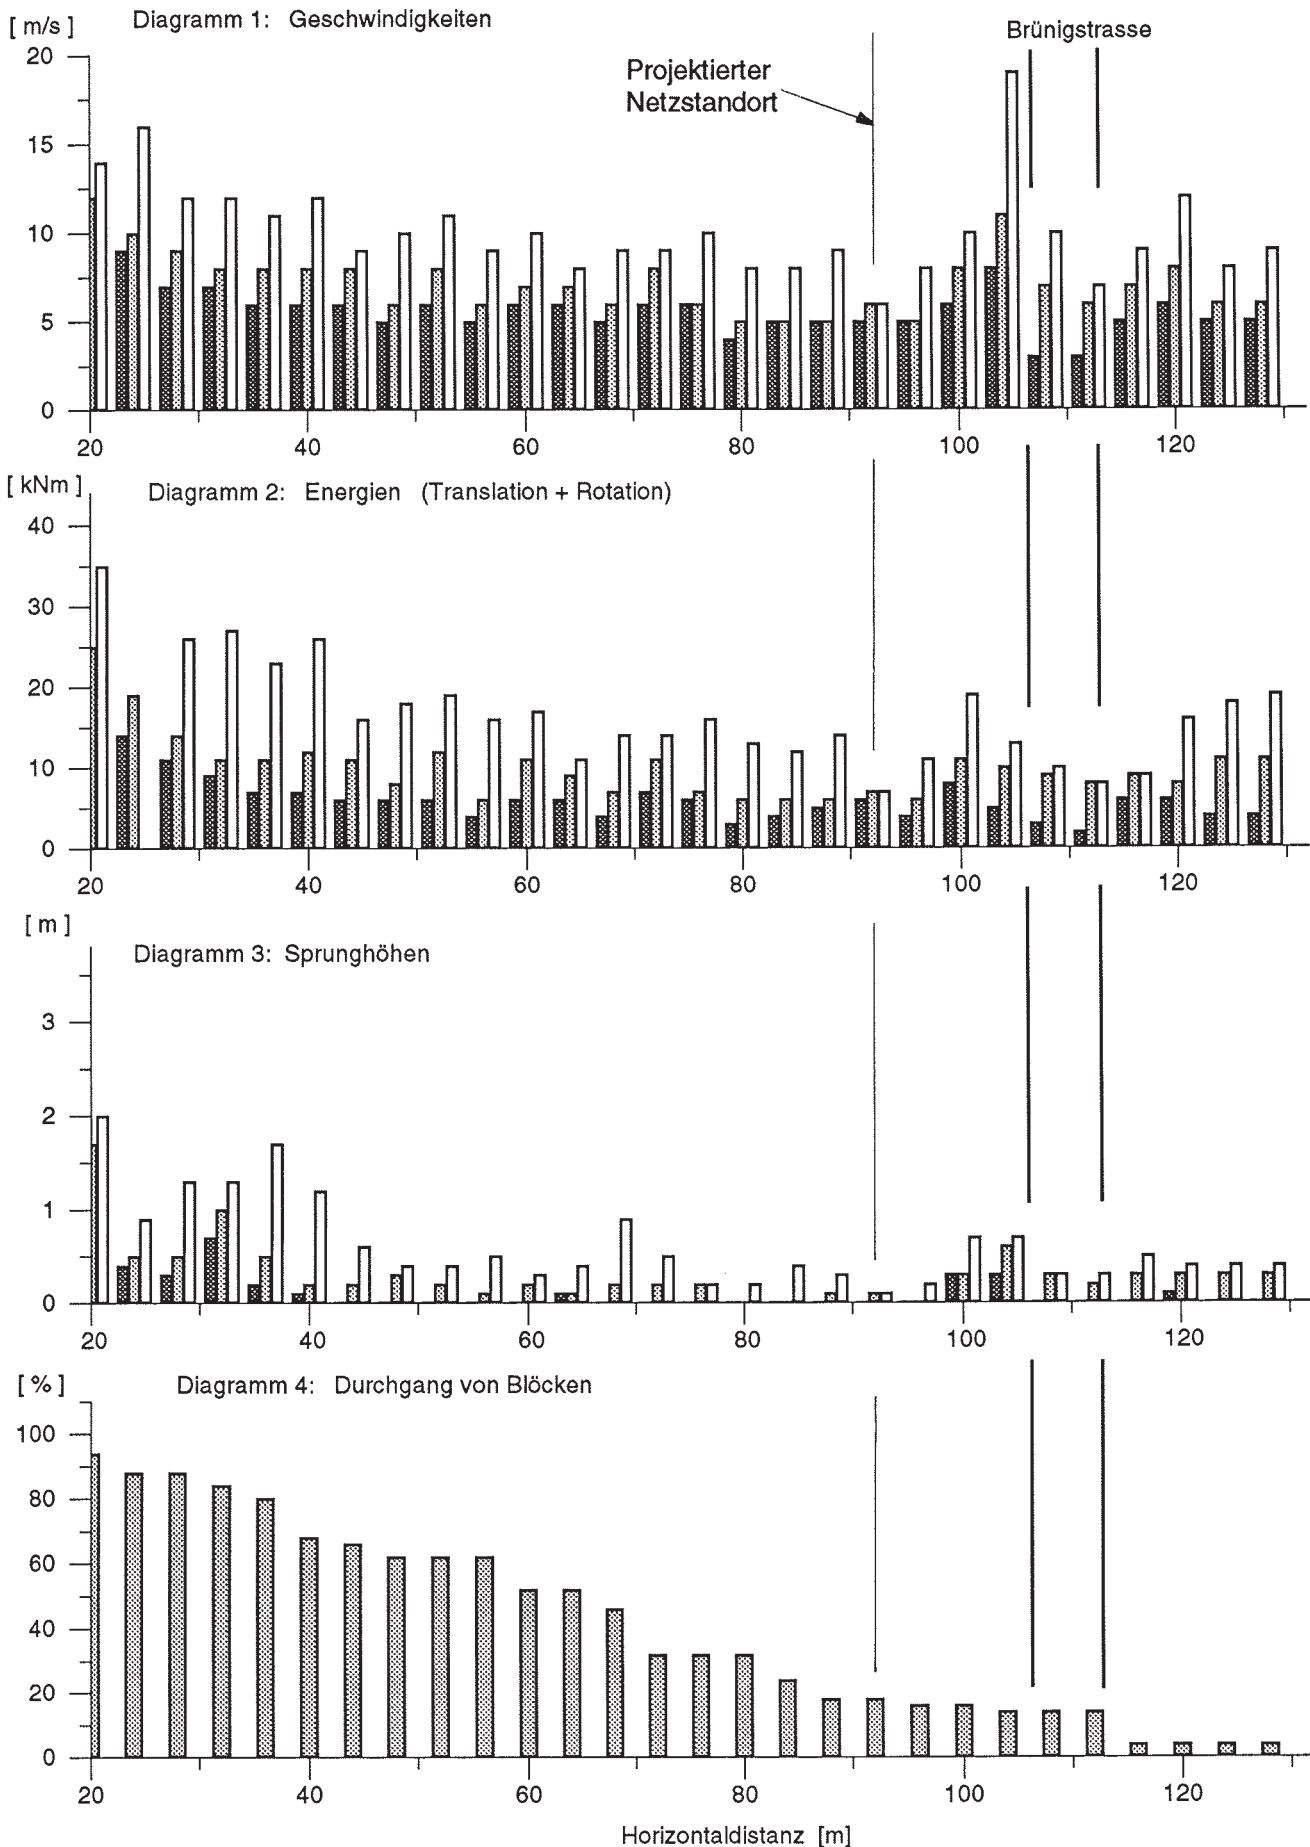 [ m/s ]
Diagramm 1: Geschwindigkeiten
Brünigstrasse
Projektierter
Netzstandort
20
15
10
5
0
20 40 60 80 100 120
[ kNm ]
Diagramm 2: Energien (Translation + Rotation)
40
30
20
10
0
20 40 60 80 100 120
[ m ]
Diagramm 3: Sprunghöhen
3
2
1
0
20 40 60 80 100 120
[ % ]
Diagramm 4: Durchgang von Blöcken
100
80
60
40
20
0
20 40 60 80 100 120
Horizontaldistanz [m]